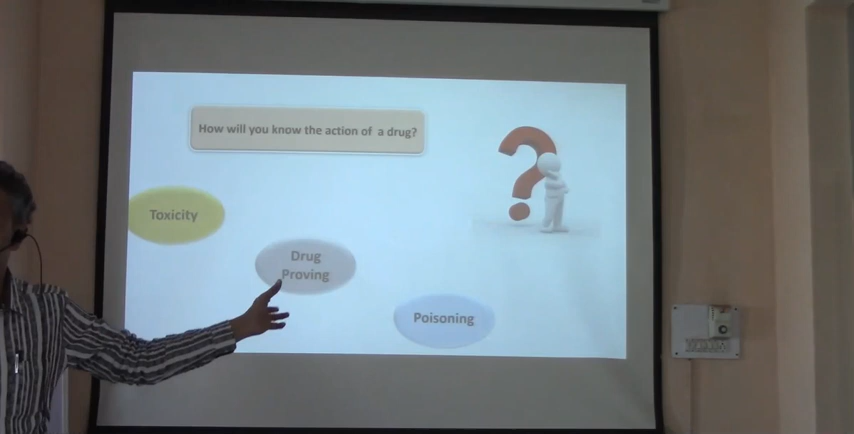 How will you know the action of a drug?
Toxicity
Drug
Proving
Poisoning